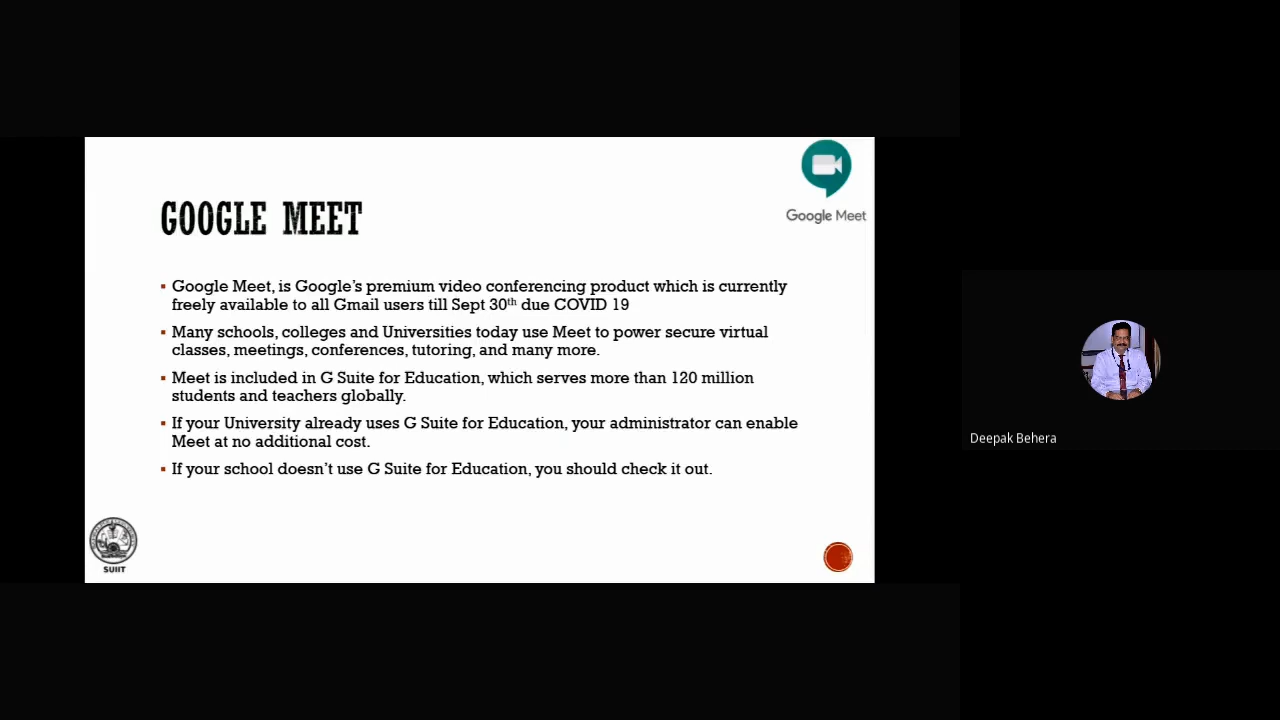 Google Meet
GOOGLE MEET
▪ Google Meet, is Google's premium video conferencing product which is currently
freely available to all Gmail users till Sept 30th due COVID 19
▪ Many schools, colleges and Universities today use Meet to power secure virtual
classes, meetings, conferences, tutoring, and many more.
▪ Meet is included in G Suite for Education, which serves more than 120 million
students and teachers globally.
▪ If your University already uses G Suite for Education, your administrator can enable
Meet at no additional cost.
▪ If your school doesn't use G Suite for Education, you should check it out.
SUIIT
Deepak Behera